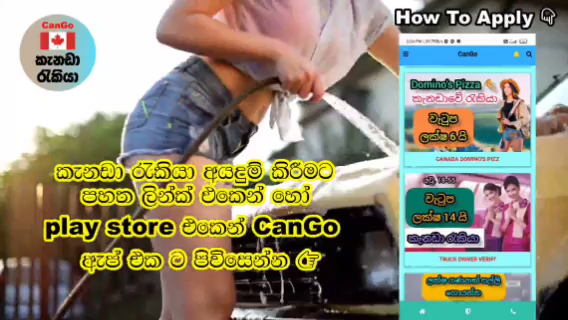 CanGo
කැනඩා
රැකියා
කැනඩා රැකියා අයදුම් කිරීමට
පහත ලින්ක් එකෙන් හෝ
play store එකෙන් CanGo
ඇප් එක ට පිවිසෙන්න
How To Apply
CanGo
Domino's Pizza
කැනඩාවේ රැකියා
වැටුප
ලක්ෂ 6 යි
CANADA DOMINO'S PIZZ
වැටුප
ලක්ෂ 14 යි
කැනඩා රැකියා
TRUCK DRIVER VERIFY